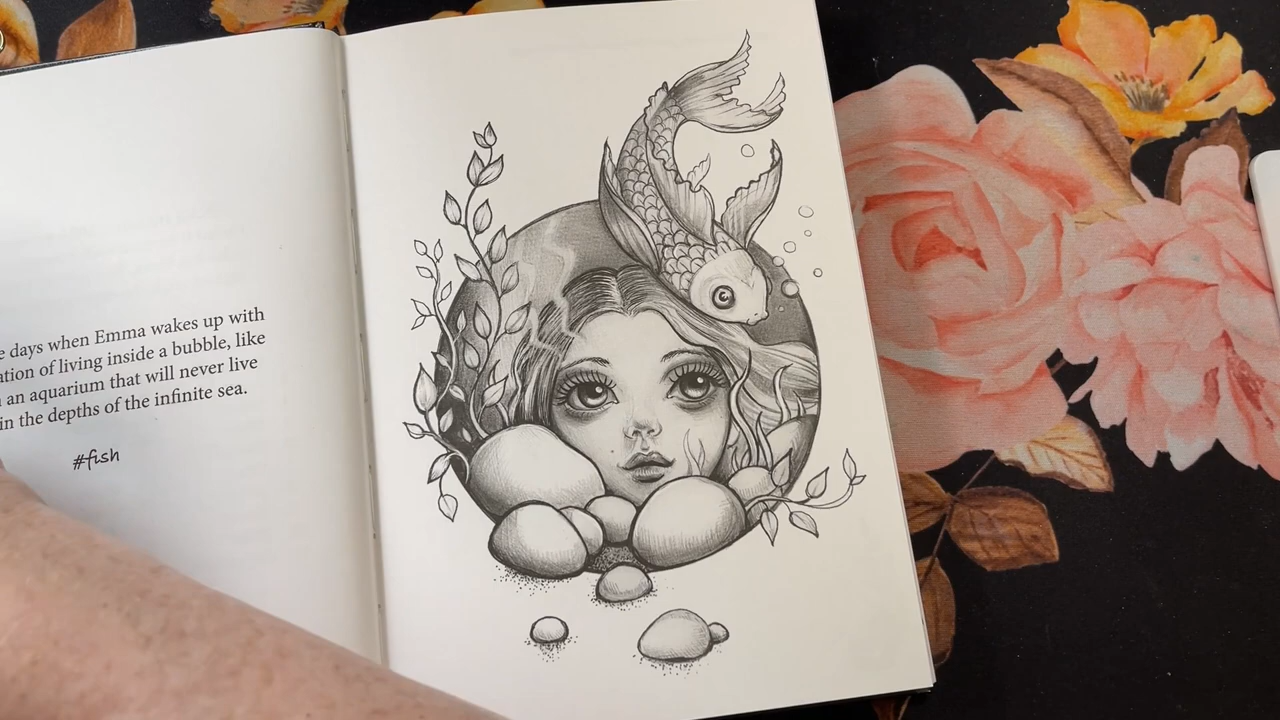 e days when Emma wakes up with
ation of living inside a bubble, like
an aquarium that will never live
in the depths of the infinite sea.
#fish